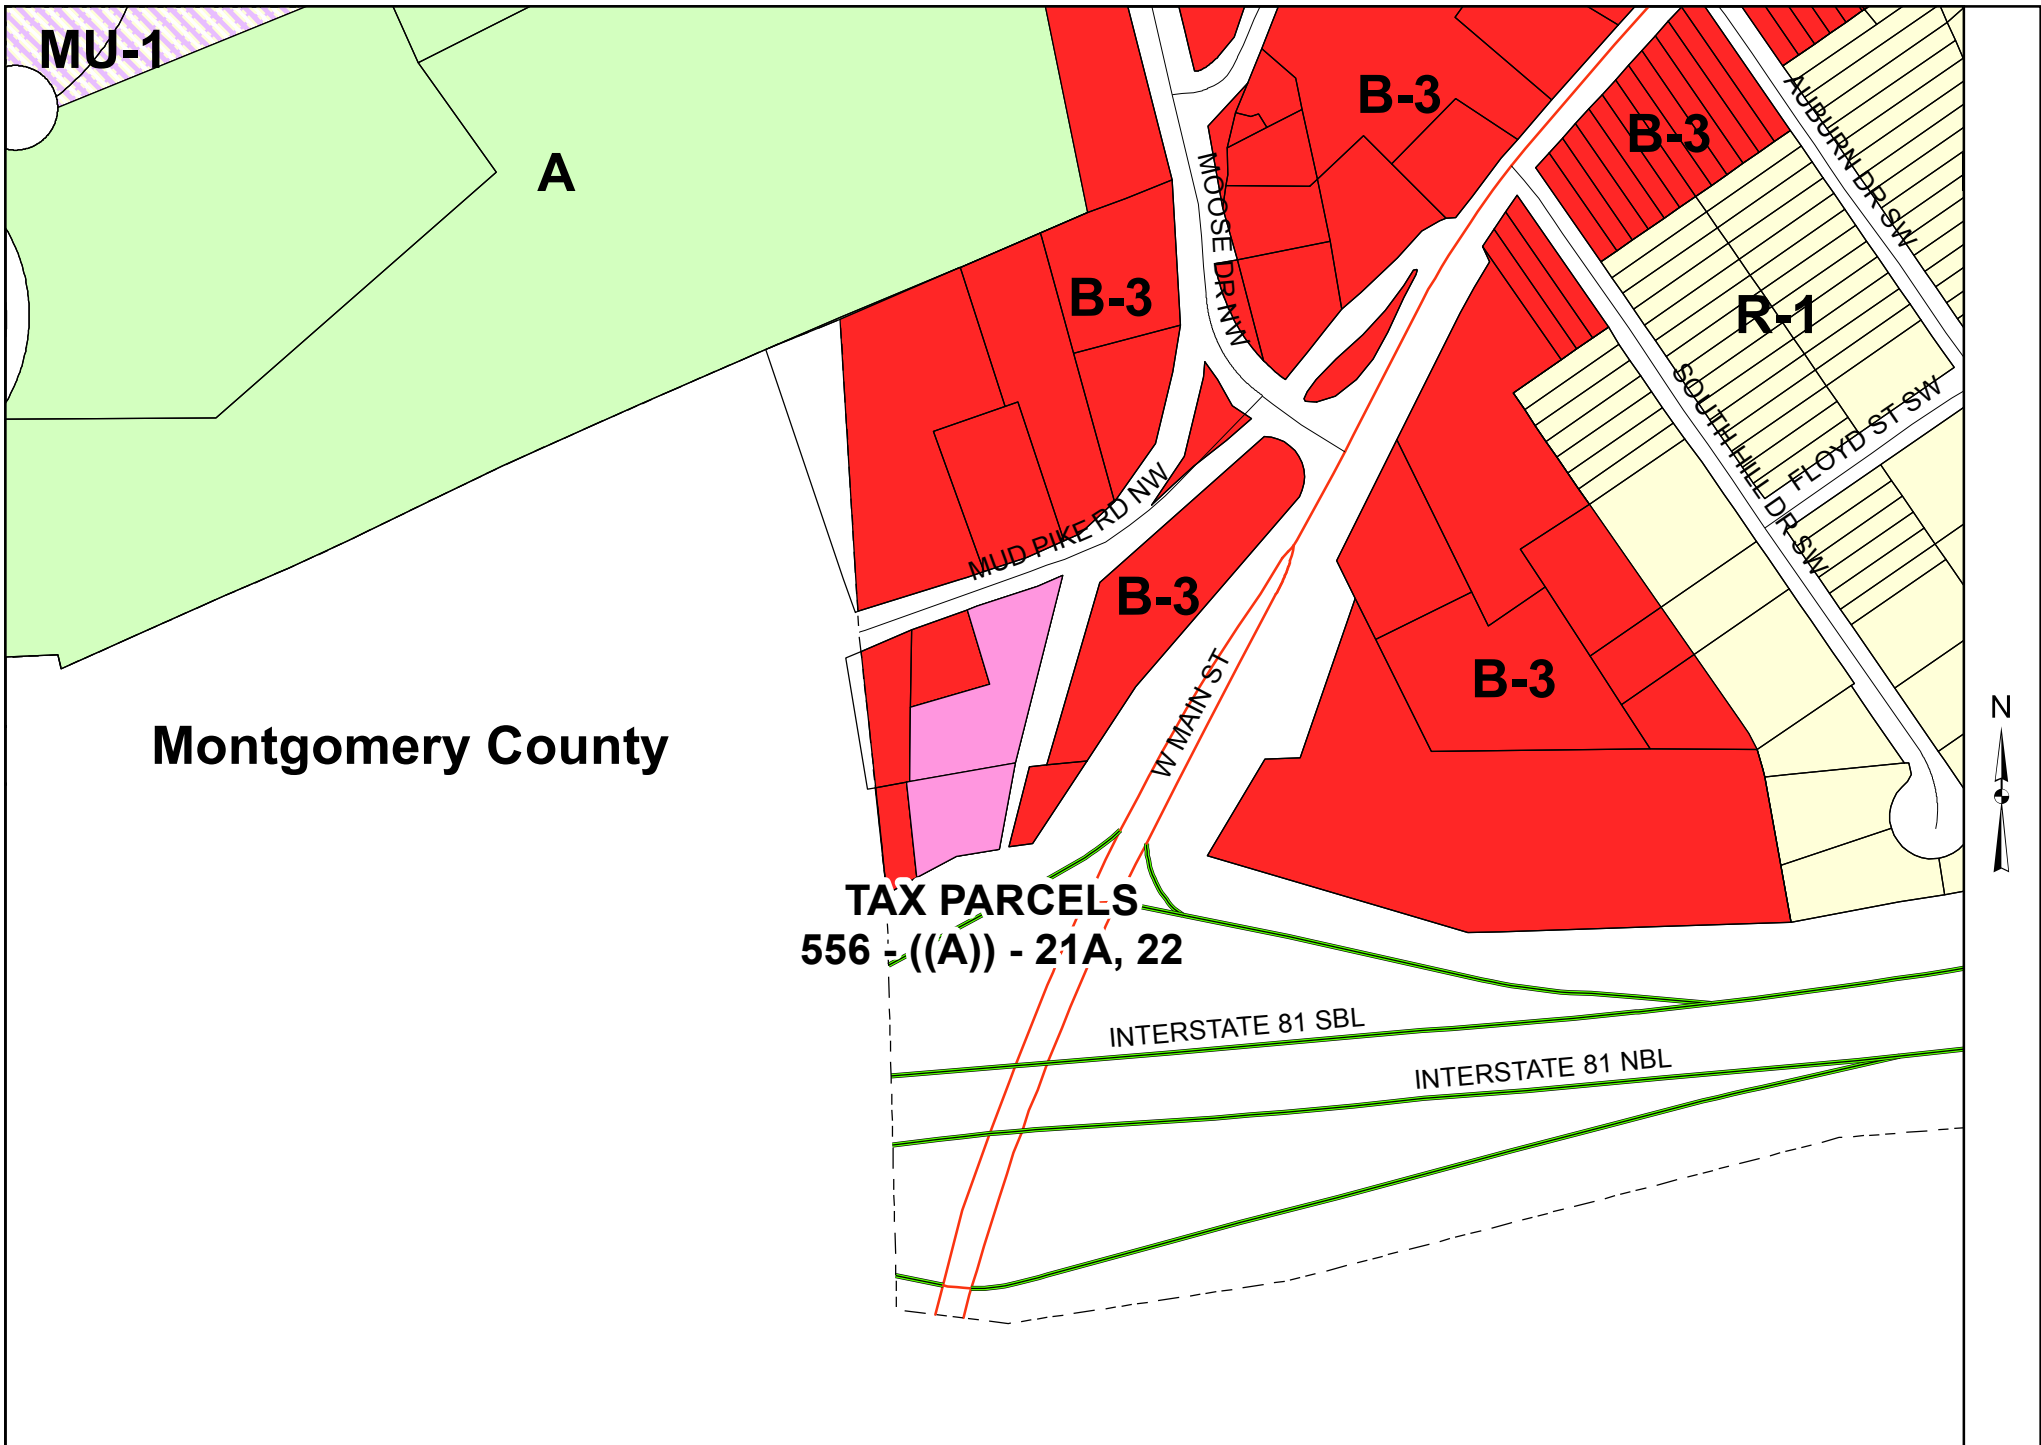 MU-1
A
B-3
B-3
AUBURN DR SW
MOOSE DR NW
B-3
R-1
SOUTH HILL DR SW
FLOYD ST SW
MUD PIKE RD NW
B-3
W MAIN ST
B-3
Montgomery County
N
TAX PARCELS
556 - ((A)) - 21A, 22
INTERSTATE 81 SBL
INTERSTATE 81 NBL